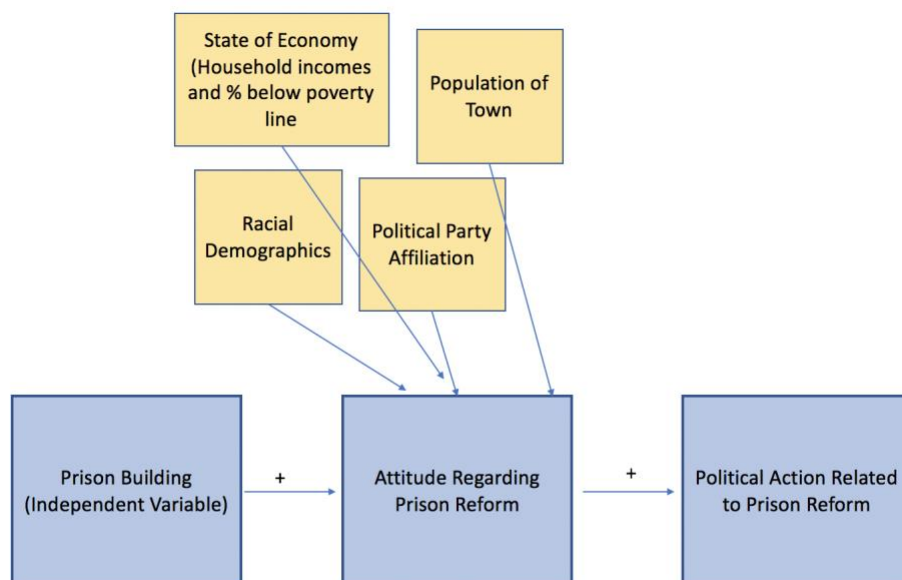 State of Economy
(Household incomes
and % below poverty
line
Population of
Town
Racial
Demographics
Political Party
Affiliation
Prison Building
(Independent Variable)
+
Attitude Regarding
Prison Reform
+
Political Action Related
to Prison Reform